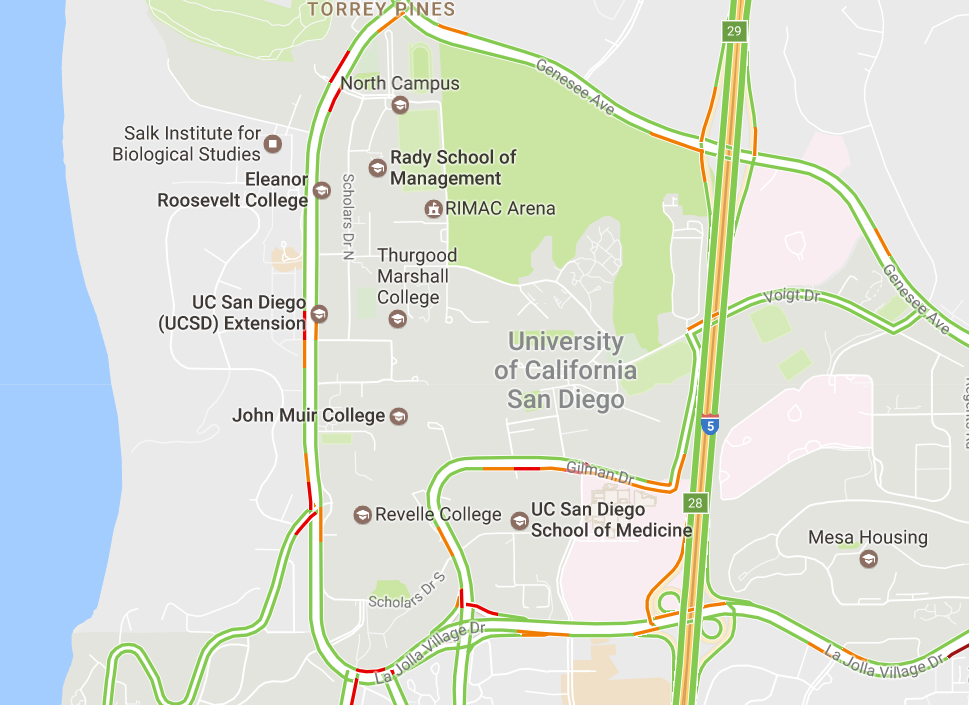 TORREY PINES
29
North Campus
Genesee Ave
Salk Institute for
Biological Studies
Rady School of
Management
Eleanor
Roosevelt College
Scholars Dr N
RIMAC Arena
Thurgood
Marshall
College
UC San Diego
(UCSD) Extension
Voigt Dr
Genesee Ave
University
of California
San Diego
John Muir College
5
Gilman Dr
28
Revelle College
UC San Diego
School of Medicine
Mesa Housing
Scholars Dr S
La Jolla Village Dr
La Jolla Village Dr